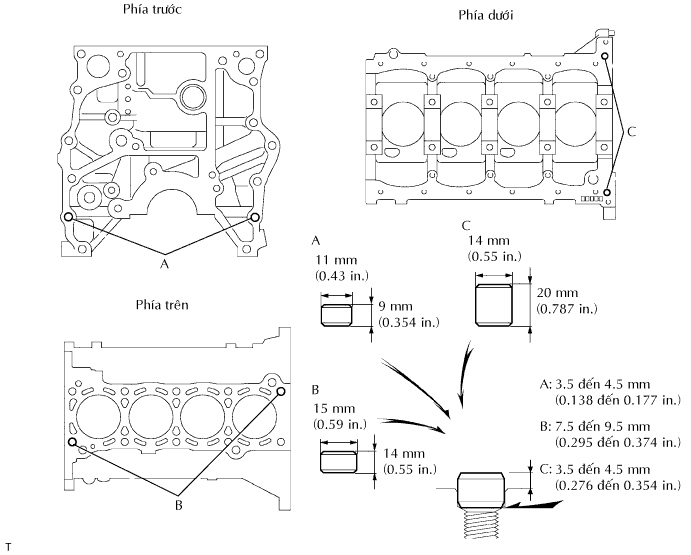 Phía trước
Phía dưới
A
C
Phía trên
B
A
11 mm
(0.43 in.)
9 mm
(0.354 in.)
C
14 mm
(0.55 in.)
20 mm
(0.787 in.)
B
15 mm
(0.59 in.)
14 mm
(0.55 in.)
A: 3.5 đến 4.5 mm
(0.138 đến 0.177 in.)
B: 7.5 đến 9.5 mm
(0.295 đến 0.374 in.)
C: 3.5 đến 4.5 mm
(0.276 đến 0.354 in.)
T